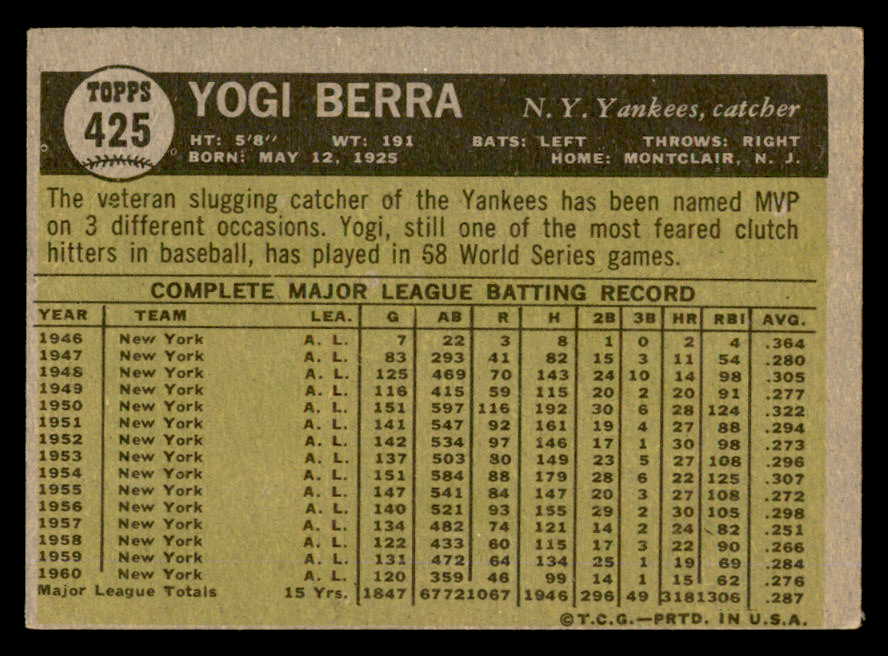 TOPPS
425
YOGI BERRA
N. Y. Yankees, catcher
HT: 5'8" WT: 191 BATS: LEFT THROWS: RIGHT
BORN: MAY 12, 1925 HOME: MONTCLAIR, N. J.
The veteran slugging catcher of the Yankees has been named MVP
on 3 different occasions. Yogi, still one of the most feared clutch
hitters in baseball, has played in 68 World Series games.
COMPLETE MAJOR LEAGUE BATTING RECORD
YEAR TEAM LEA. G AB R H 2B 3B HR RBI AVG.
1946 New York A. L. 7 22 3 8 1 0 2 4 .364
1947 New York A. L. 83 293 41 82 15 3 11 54 .280
1948 New York A. L. 125 469 70 143 24 10 14 98 .305
1949 New York A. L. 116 415 59 115 20 2 20 91 .277
1950 New York A. L. 151 597 116 192 30 6 28 124 .322
1951 New York A. L. 141 547 92 161 19 4 27 88 .294
1952 New York A. L. 142 534 97 146 17 1 30 98 .273
1953 New York A. L. 137 503 80 149 23 5 27 108 .296
1954 New York A. L. 151 584 88 179 28 6 22 125 .307
1955 New York A. L. 147 541 84 147 20 3 27 108 .272
1956 New York A. L. 140 521 93 155 29 2 30 105 .298
1957 New York A. L. 134 482 74 121 14 2 24 82 .251
1958 New York A. L. 122 433 60 115 17 3 22 90 .266
1959 New York A. L. 131 472 64 134 25 1 19 69 .284
1960 New York A. L. 120 359 46 99 14 1 15 62 .276
Major League Totals 15 Yrs. 1847 6772 1067 1946 296 49 318 1306 .287
©T.C.G.—PRTD. IN U.S.A.